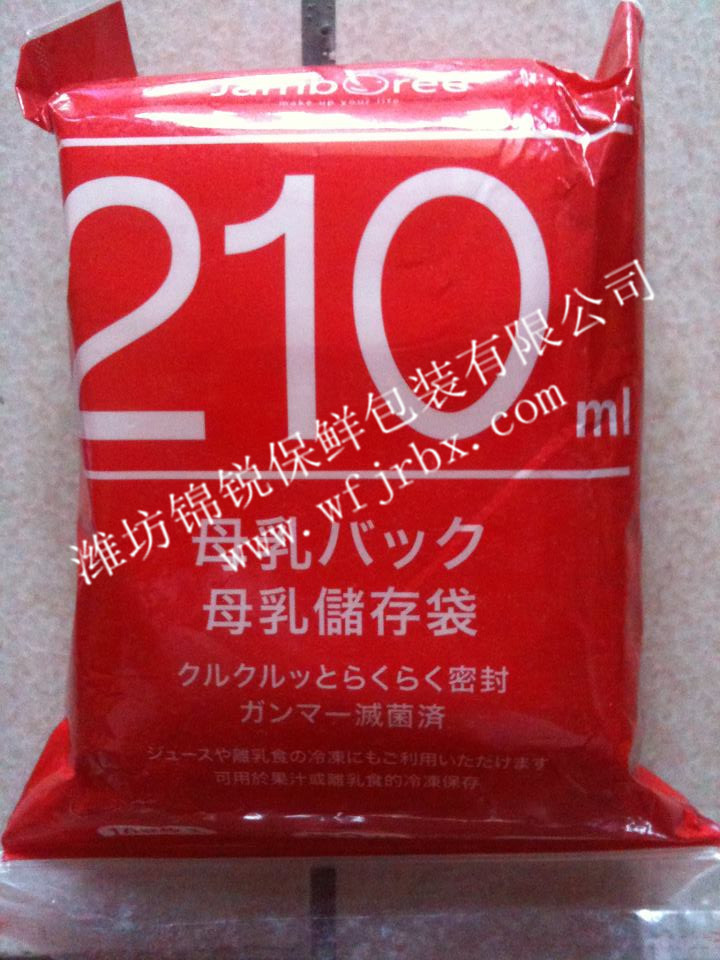 Jamboree
make up your life
210
ml
母乳バック
母乳儲存袋
クルクルッとらくらく密封
ガンマー滅菌済
ジュースや離乳食の冷凍にもご利用いただけます
可用於果汁或離乳食的冷凍保存
潍坊锦锐保鲜包装有限公司
www.wfjrbx.com